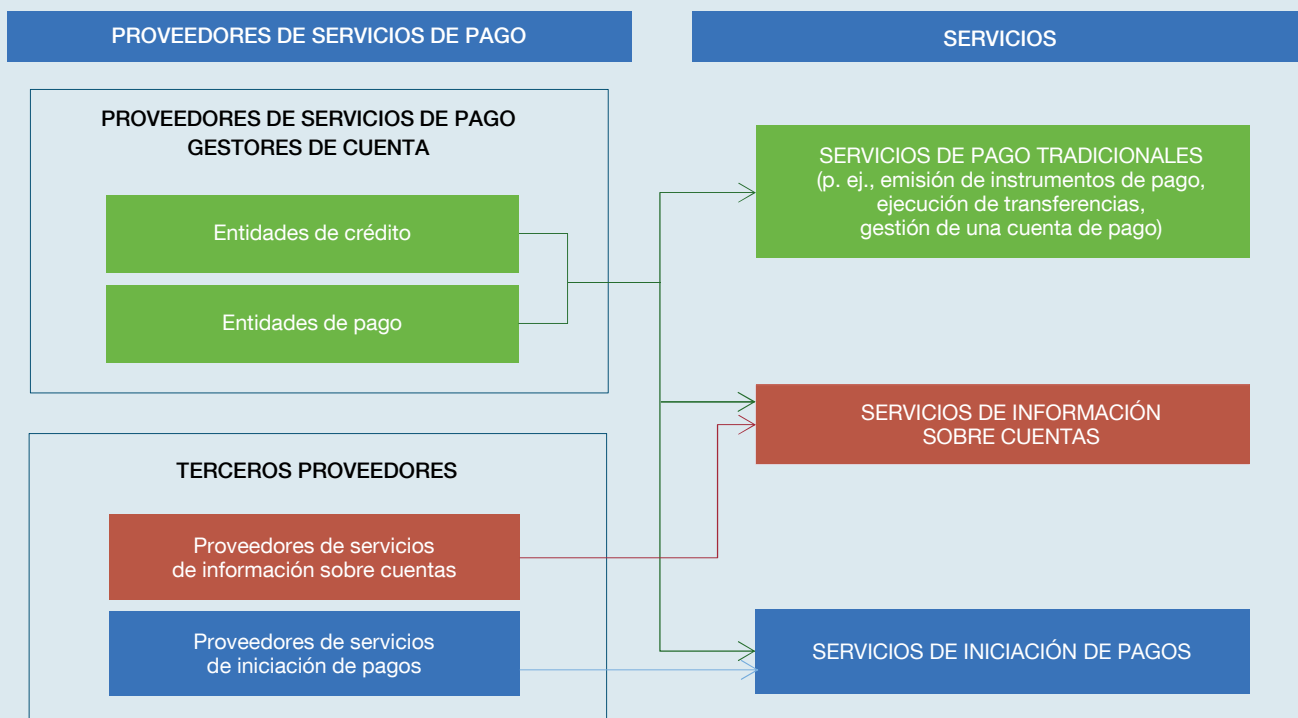 PROVEEDORES DE SERVICIOS DE PAGO
SERVICIOS
PROVEEDORES DE SERVICIOS DE PAGO
GESTORES DE CUENTA
Entidades de crédito
Entidades de pago
SERVICIOS DE PAGO TRADICIONALES
(p. ej., emisión de instrumentos de pago,
ejecución de transferencias,
gestión de una cuenta de pago)
SERVICIOS DE INFORMACIÓN
SOBRE CUENTAS
TERCEROS PROVEEDORES
Proveedores de servicios
de información sobre cuentas
Proveedores de servicios
de iniciación de pagos
SERVICIOS DE INICIACIÓN DE PAGOS